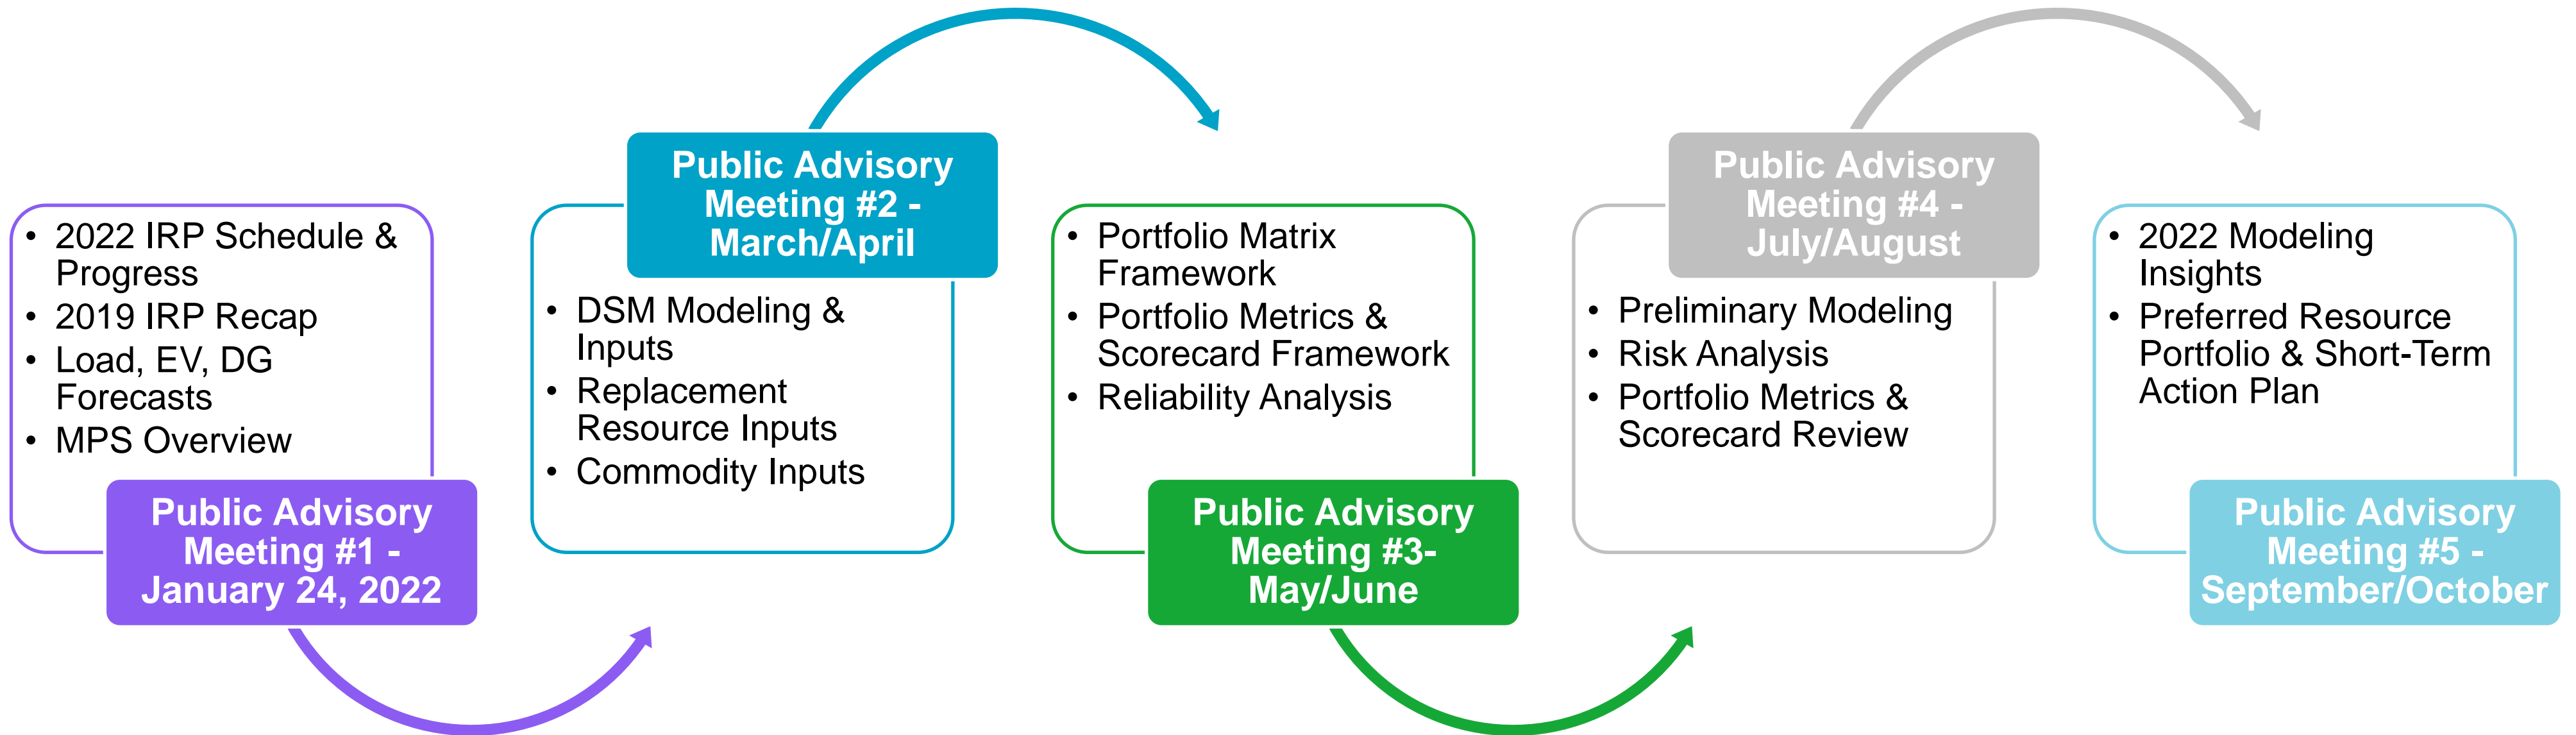 • 2022 IRP Schedule &
Progress
• 2019 IRP Recap
• Load, EV, DG
Forecasts
• MPS Overview
Public Advisory
Meeting #1 -
January 24, 2022
Public Advisory
Meeting #2 -
March/April
• DSM Modeling &
Inputs
• Replacement
Resource Inputs
• Commodity Inputs
• Portfolio Matrix
Framework
• Portfolio Metrics &
Scorecard Framework
• Reliability Analysis
Public Advisory
Meeting #3-
May/June
Public Advisory
Meeting #4 -
July/August
• Preliminary Modeling
• Risk Analysis
• Portfolio Metrics &
Scorecard Review
• 2022 Modeling
Insights
• Preferred Resource
Portfolio & Short-Term
Action Plan
Public Advisory
Meeting #5 -
September/October